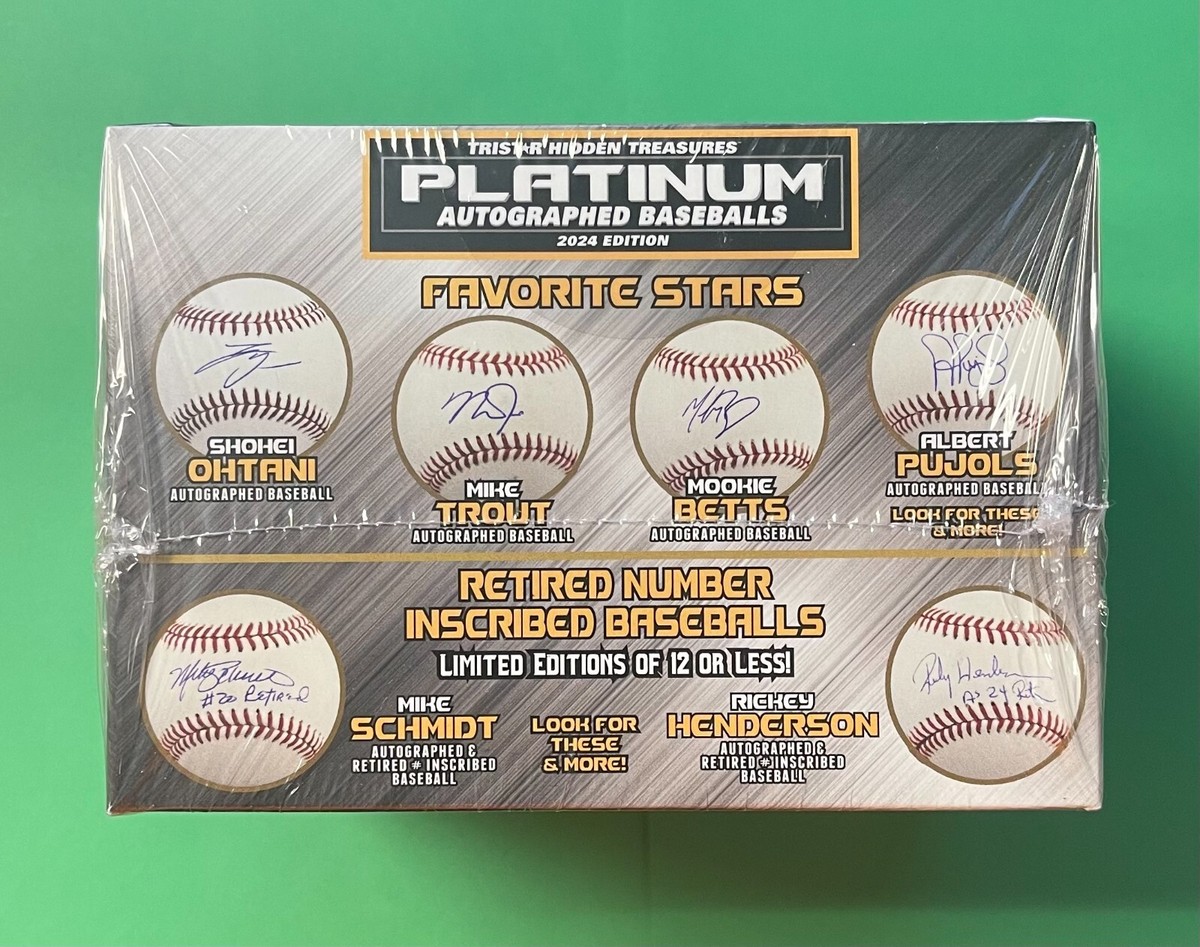 TRISTAR HIDDEN TREASURES
PLATINUM
AUTOGRAPHED BASEBALLS
2024 EDITION
FAVORITE STARS
SHOHEI
OHTANI
AUTOGRAPHED BASEBALL
MIKE
TROUT
AUTOGRAPHED BASEBALL
MOOKIE
BETTS
AUTOGRAPHED BASEBALL
ALBERT
PUJOLS
AUTOGRAPHED BASEBALL
LOOK FOR THESE
& MORE!
RETIRED NUMBER
INSCRIBED BASEBALLS
LIMITED EDITIONS OF 12 OR LESS!
#20 Retired
MIKE
SCHMIDT
AUTOGRAPHED &
RETIRED # INSCRIBED
BASEBALL
LOOK FOR
THESE
& MORE!
RICKEY
HENDERSON
AUTOGRAPHED &
RETIRED # INSCRIBED
BASEBALL